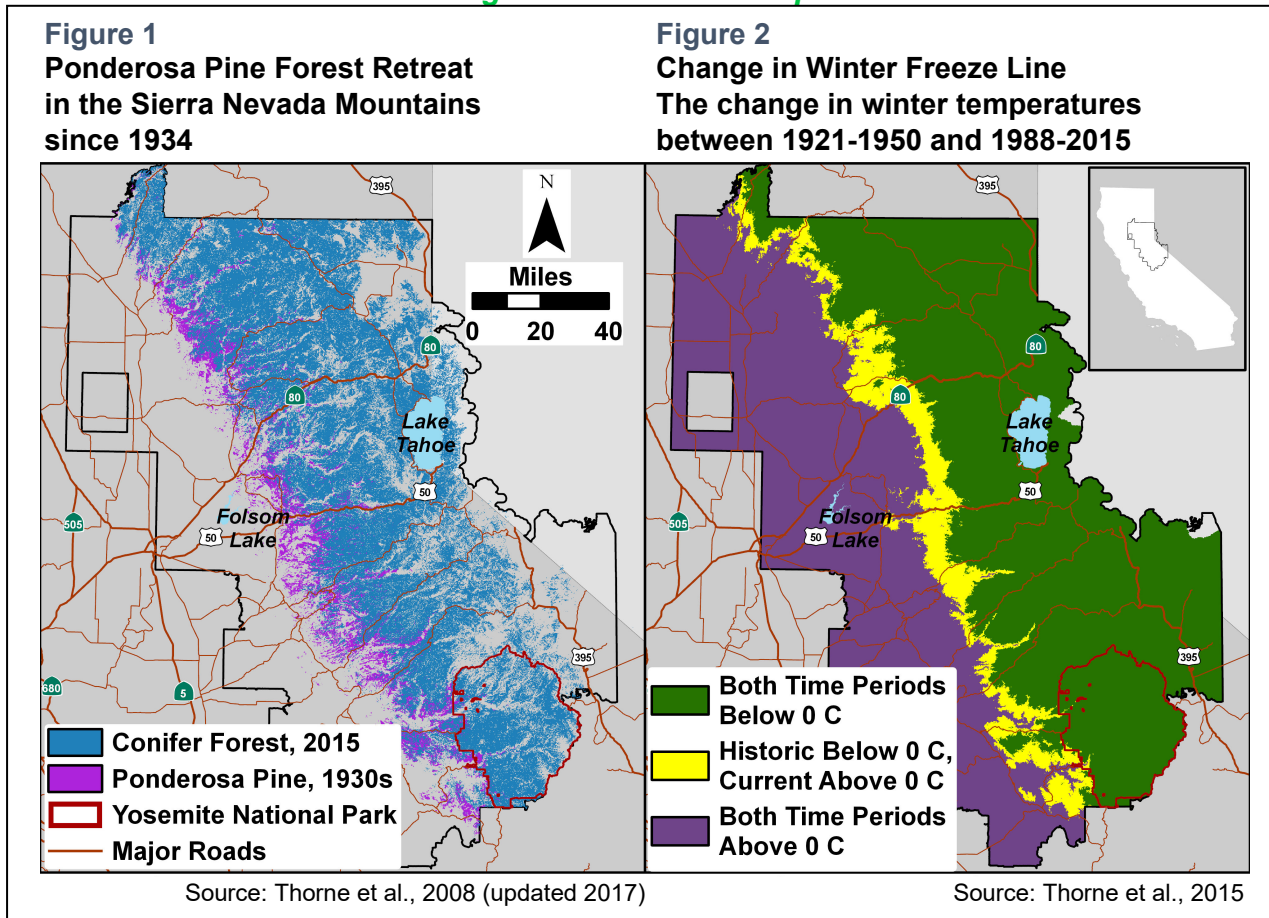 Figure 1
Ponderosa Pine Forest Retreat
in the Sierra Nevada Mountains
since 1934
Figure 2
Change in Winter Freeze Line
The change in winter temperatures
between 1921-1950 and 1988-2015
395
N
Miles
0 20 40
80
80
Lake
Tahoe
50
Folsom
Lake
50
505
395
680
5
Conifer Forest, 2015
Ponderosa Pine, 1930s
Yosemite National Park
Major Roads
395
80
80
Lake
Tahoe
50
Folsom
Lake
50
505
395
Both Time Periods
Below 0 C
Historic Below 0 C,
Current Above 0 C
Both Time Periods
Above 0 C
Source: Thorne et al., 2008 (updated 2017)
Source: Thorne et al., 2015